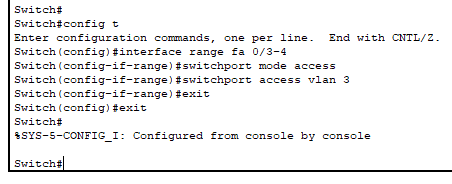 Switch#
Switch#config t
Enter configuration commands, one per line.  End with CNTL/Z.
Switch(config)#interface range fa 0/3-4
Switch(config-if-range)#switchport mode access
Switch(config-if-range)#switchport access vlan 3
Switch(config-if-range)#exit
Switch(config)#exit
Switch#
%SYS-5-CONFIG_I: Configured from console by console
Switch#